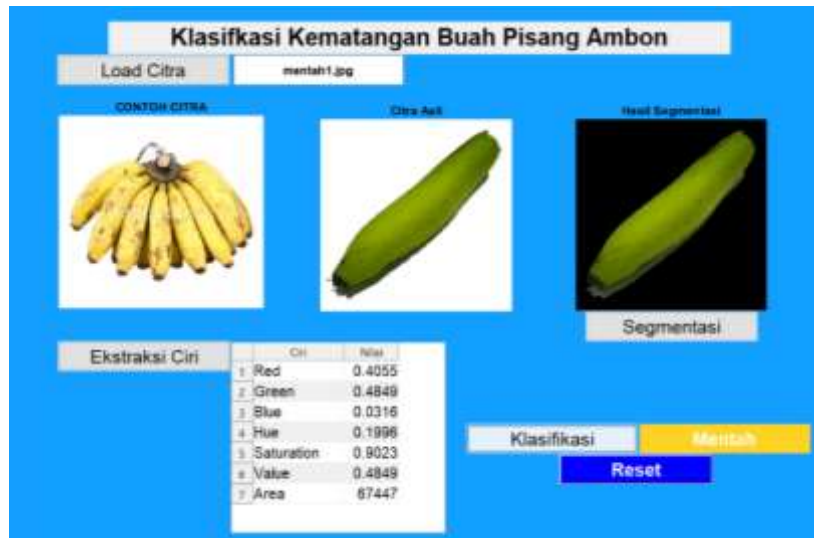 Klasifkasi Kematangan Buah Pisang Ambon
Load Citra
mentah1.jpg
CONTOH CITRA
Citra Asli
Hasil Segmentasi
Segmentasi
Ekstraksi Ciri
Ciri Nilai
1 Red 0.4055
2 Green 0.4849
3 Blue 0.0316
4 Hue 0.1996
5 Saturation 0.9023
6 Value 0.4849
7 Area 67447
Klasifikasi
Mentah
Reset